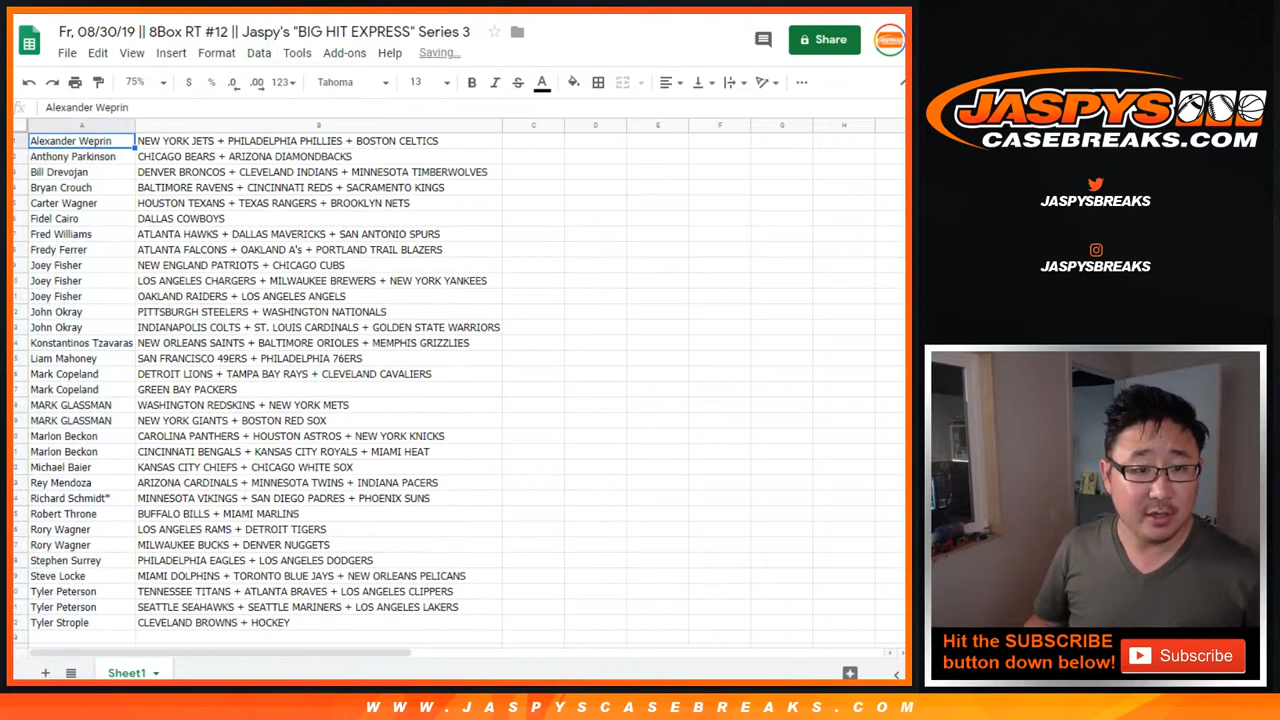 Fr, 08/30/19 || 8Box RT #12 || Jaspy's "BIG HIT EXPRESS" Series 3
File Edit View Insert Format Data Tools Add-ons Help Saving...
Share
75% $ % .0 .00 123 Tahoma 13 B I S A
fx Alexander Weprin
A B C D E F G H
Alexander Weprin NEW YORK JETS + PHILADELPHIA PHILLIES + BOSTON CELTICS
Anthony Parkinson CHICAGO BEARS + ARIZONA DIAMONDBACKS
Bill Drevojan DENVER BRONCOS + CLEVELAND INDIANS + MINNESOTA TIMBERWOLVES
Bryan Crouch BALTIMORE RAVENS + CINCINNATI REDS + SACRAMENTO KINGS
Carter Wagner HOUSTON TEXANS + TEXAS RANGERS + BROOKLYN NETS
Fidel Cairo DALLAS COWBOYS
Fred Williams ATLANTA HAWKS + DALLAS MAVERICKS + SAN ANTONIO SPURS
Fredy Ferrer ATLANTA FALCONS + OAKLAND A's + PORTLAND TRAIL BLAZERS
Joey Fisher NEW ENGLAND PATRIOTS + CHICAGO CUBS
Joey Fisher LOS ANGELES CHARGERS + MILWAUKEE BREWERS + NEW YORK YANKEES
Joey Fisher OAKLAND RAIDERS + LOS ANGELES ANGELS
John Okray PITTSBURGH STEELERS + WASHINGTON NATIONALS
John Okray INDIANAPOLIS COLTS + ST. LOUIS CARDINALS + GOLDEN STATE WARRIORS
Konstantinos Tzavaras NEW ORLEANS SAINTS + BALTIMORE ORIOLES + MEMPHIS GRIZZLIES
Liam Mahoney SAN FRANCISCO 49ERS + PHILADELPHIA 76ERS
Mark Copeland DETROIT LIONS + TAMPA BAY RAYS + CLEVELAND CAVALIERS
Mark Copeland GREEN BAY PACKERS
MARK GLASSMAN WASHINGTON REDSKINS + NEW YORK METS
MARK GLASSMAN NEW YORK GIANTS + BOSTON RED SOX
Marlon Beckon CAROLINA PANTHERS + HOUSTON ASTROS + NEW YORK KNICKS
Marlon Beckon CINCINNATI BENGALS + KANSAS CITY ROYALS + MIAMI HEAT
Michael Baier KANSAS CITY CHIEFS + CHICAGO WHITE SOX
Rey Mendoza ARIZONA CARDINALS + MINNESOTA TWINS + INDIANA PACERS
Richard Schmidt* MINNESOTA VIKINGS + SAN DIEGO PADRES + PHOENIX SUNS
Robert Throne BUFFALO BILLS + MIAMI MARLINS
Rory Wagner LOS ANGELES RAMS + DETROIT TIGERS
Rory Wagner MILWAUKEE BUCKS + DENVER NUGGETS
Stephen Surrey PHILADELPHIA EAGLES + LOS ANGELES DODGERS
Steve Locke MIAMI DOLPHINS + TORONTO BLUE JAYS + NEW ORLEANS PELICANS
Tyler Peterson TENNESSEE TITANS + ATLANTA BRAVES + LOS ANGELES CLIPPERS
Tyler Peterson SEATTLE SEAHAWKS + SEATTLE MARINERS + LOS ANGELES LAKERS
Tyler Strople CLEVELAND BROWNS + HOCKEY
Sheet1
JASPYS
CASEBREAKS.COM
JASPYSBREAKS
JASPYSBREAKS
Hit the SUBSCRIBE
button down below!
Subscribe
WWW.JASPYSCASEBREAKS.COM